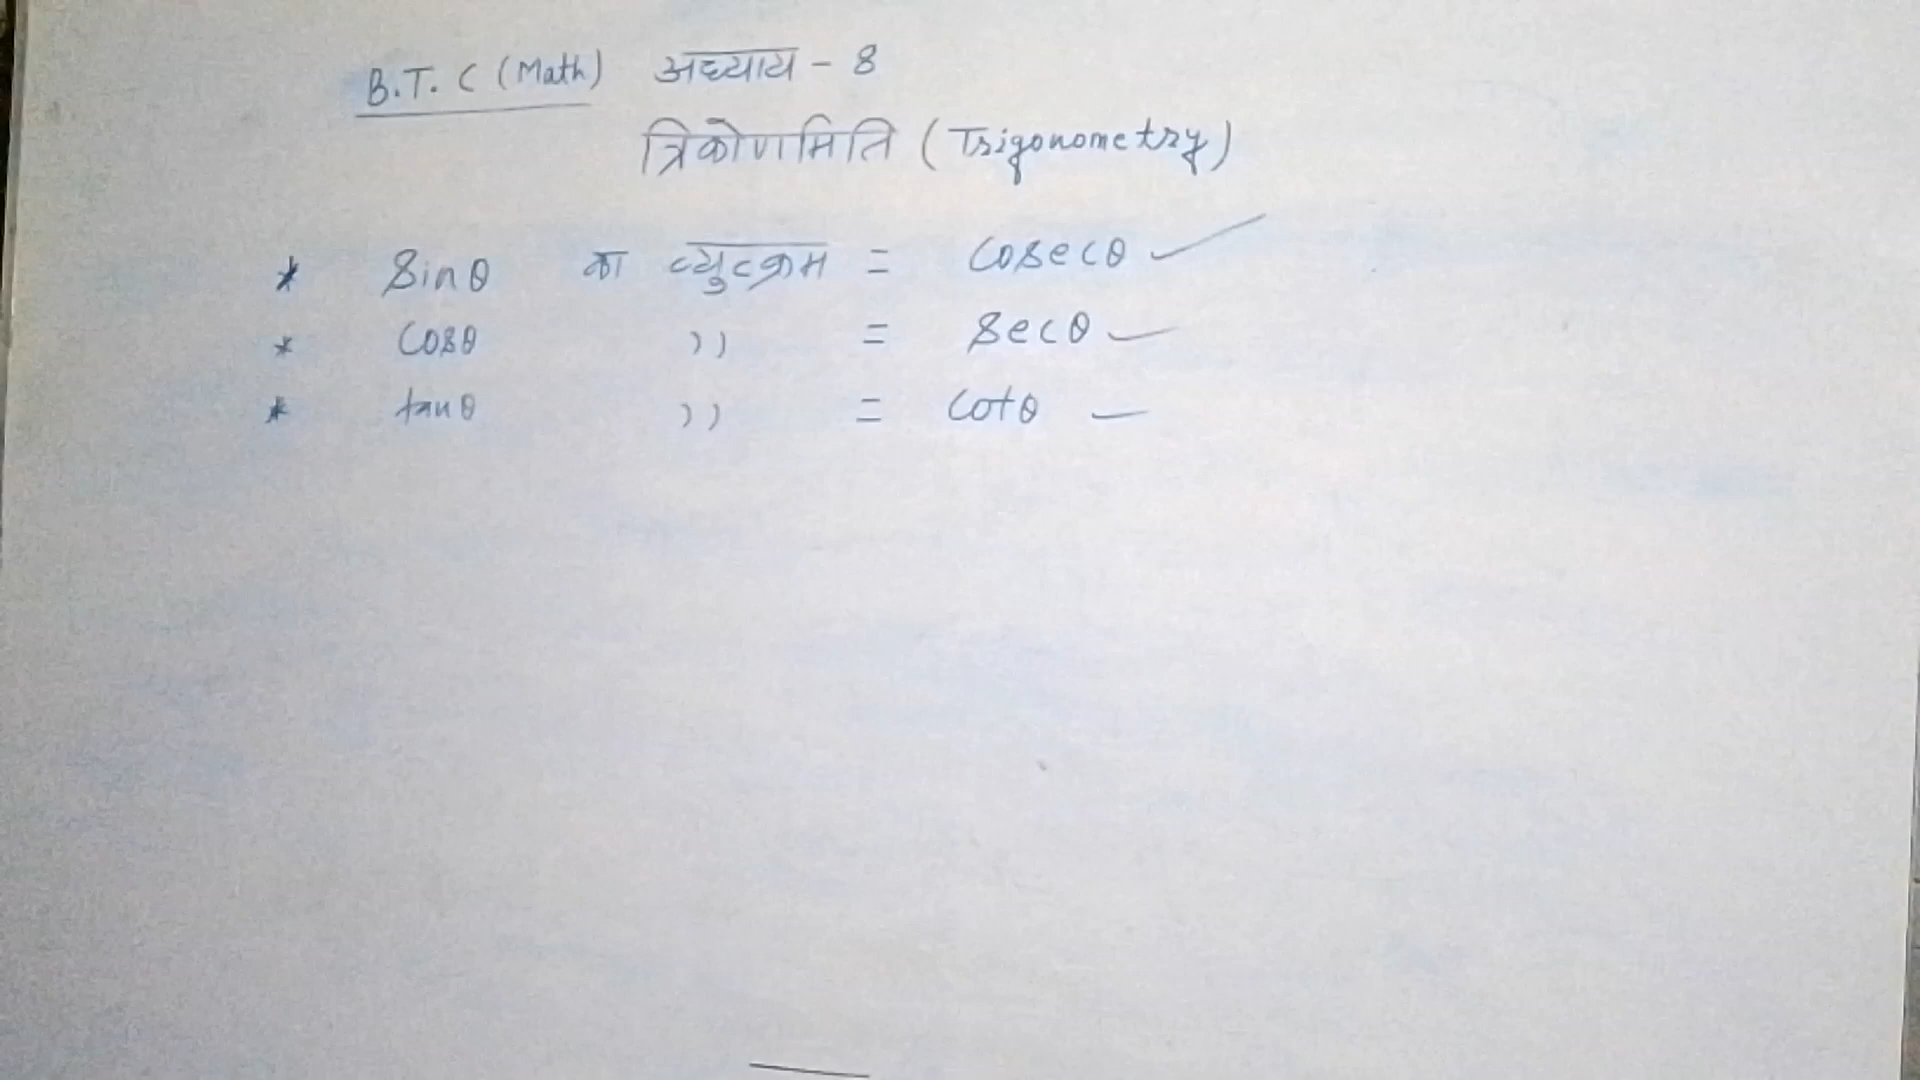 B.T.C (Math) अध्याय - 8
त्रिकोणमिति (Trigonometry)
* Sinθ का व्युत्क्रम = Cosecθ
* Cosθ ,, = Secθ
* tanθ ,, = Cotθ